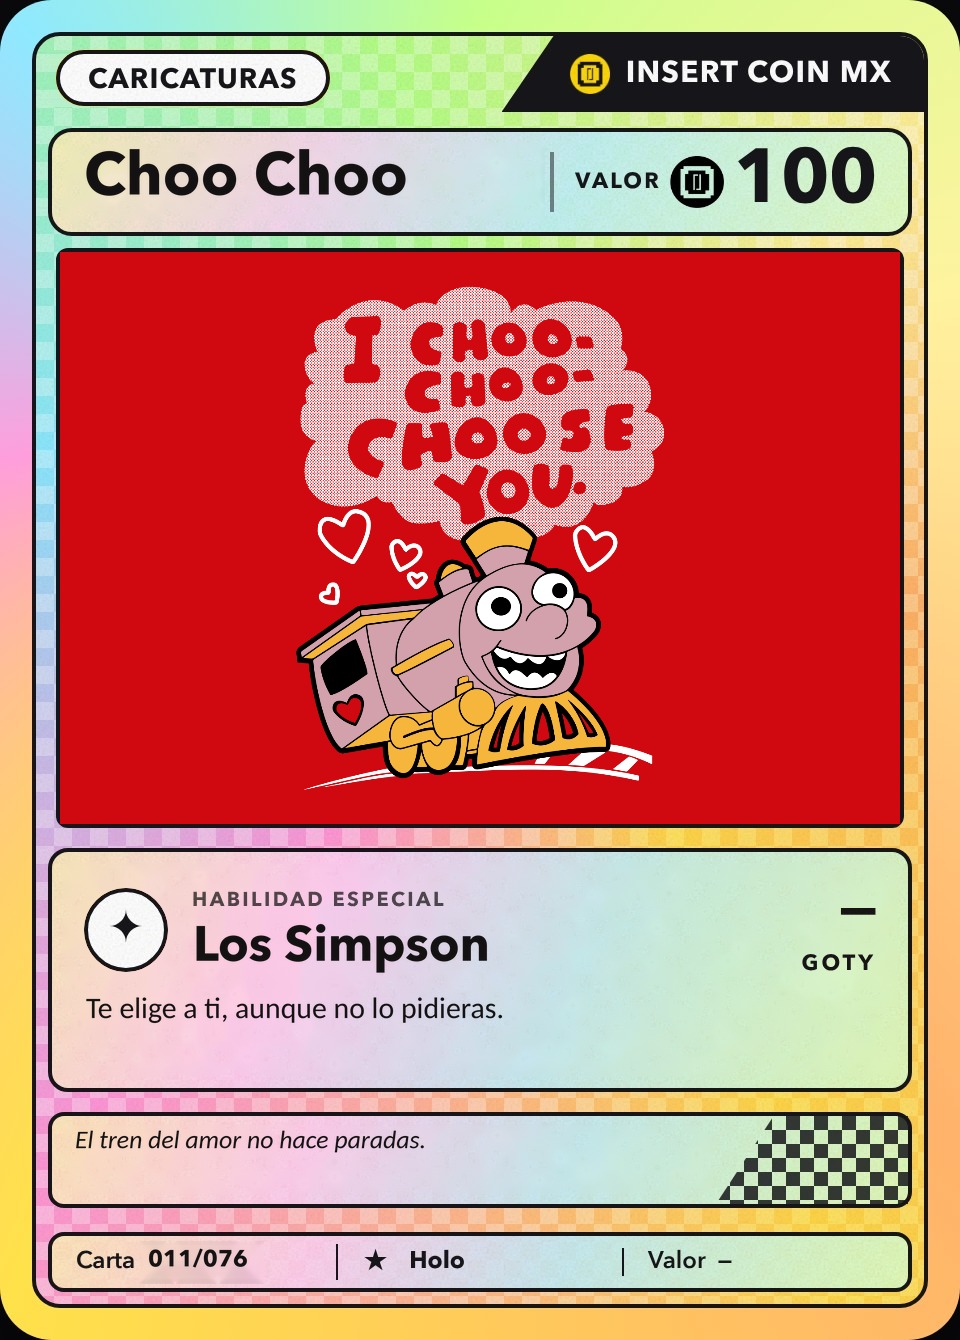 CARICATURAS
INSERT COIN MX
Choo Choo
VALOR 100
I CHOO-
CHOO-
CHOOSE
YOU.
HABILIDAD ESPECIAL
Los Simpson
–
GOTY
Te elige a ti, aunque no lo pidieras.
El tren del amor no hace paradas.
Carta 011/076
★ Holo
Valor –